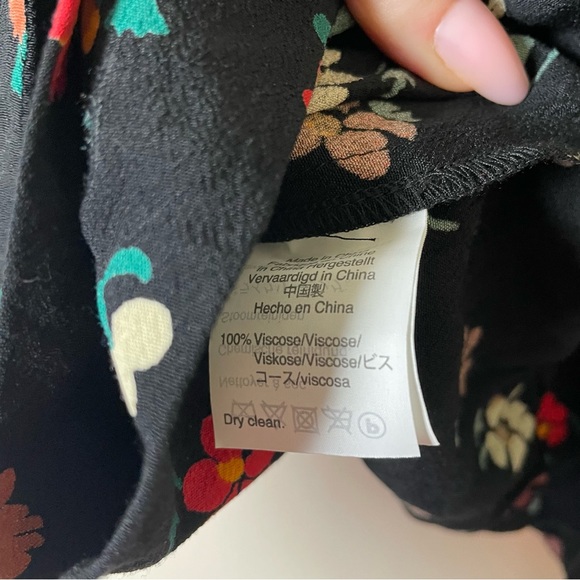 in China Hergestellt
Vervaardigd in China
中国製
Hecho en China
100% Viscose/Viscose/
Viskose/Viscose/ビス
コース/viscosa
Dry clean.